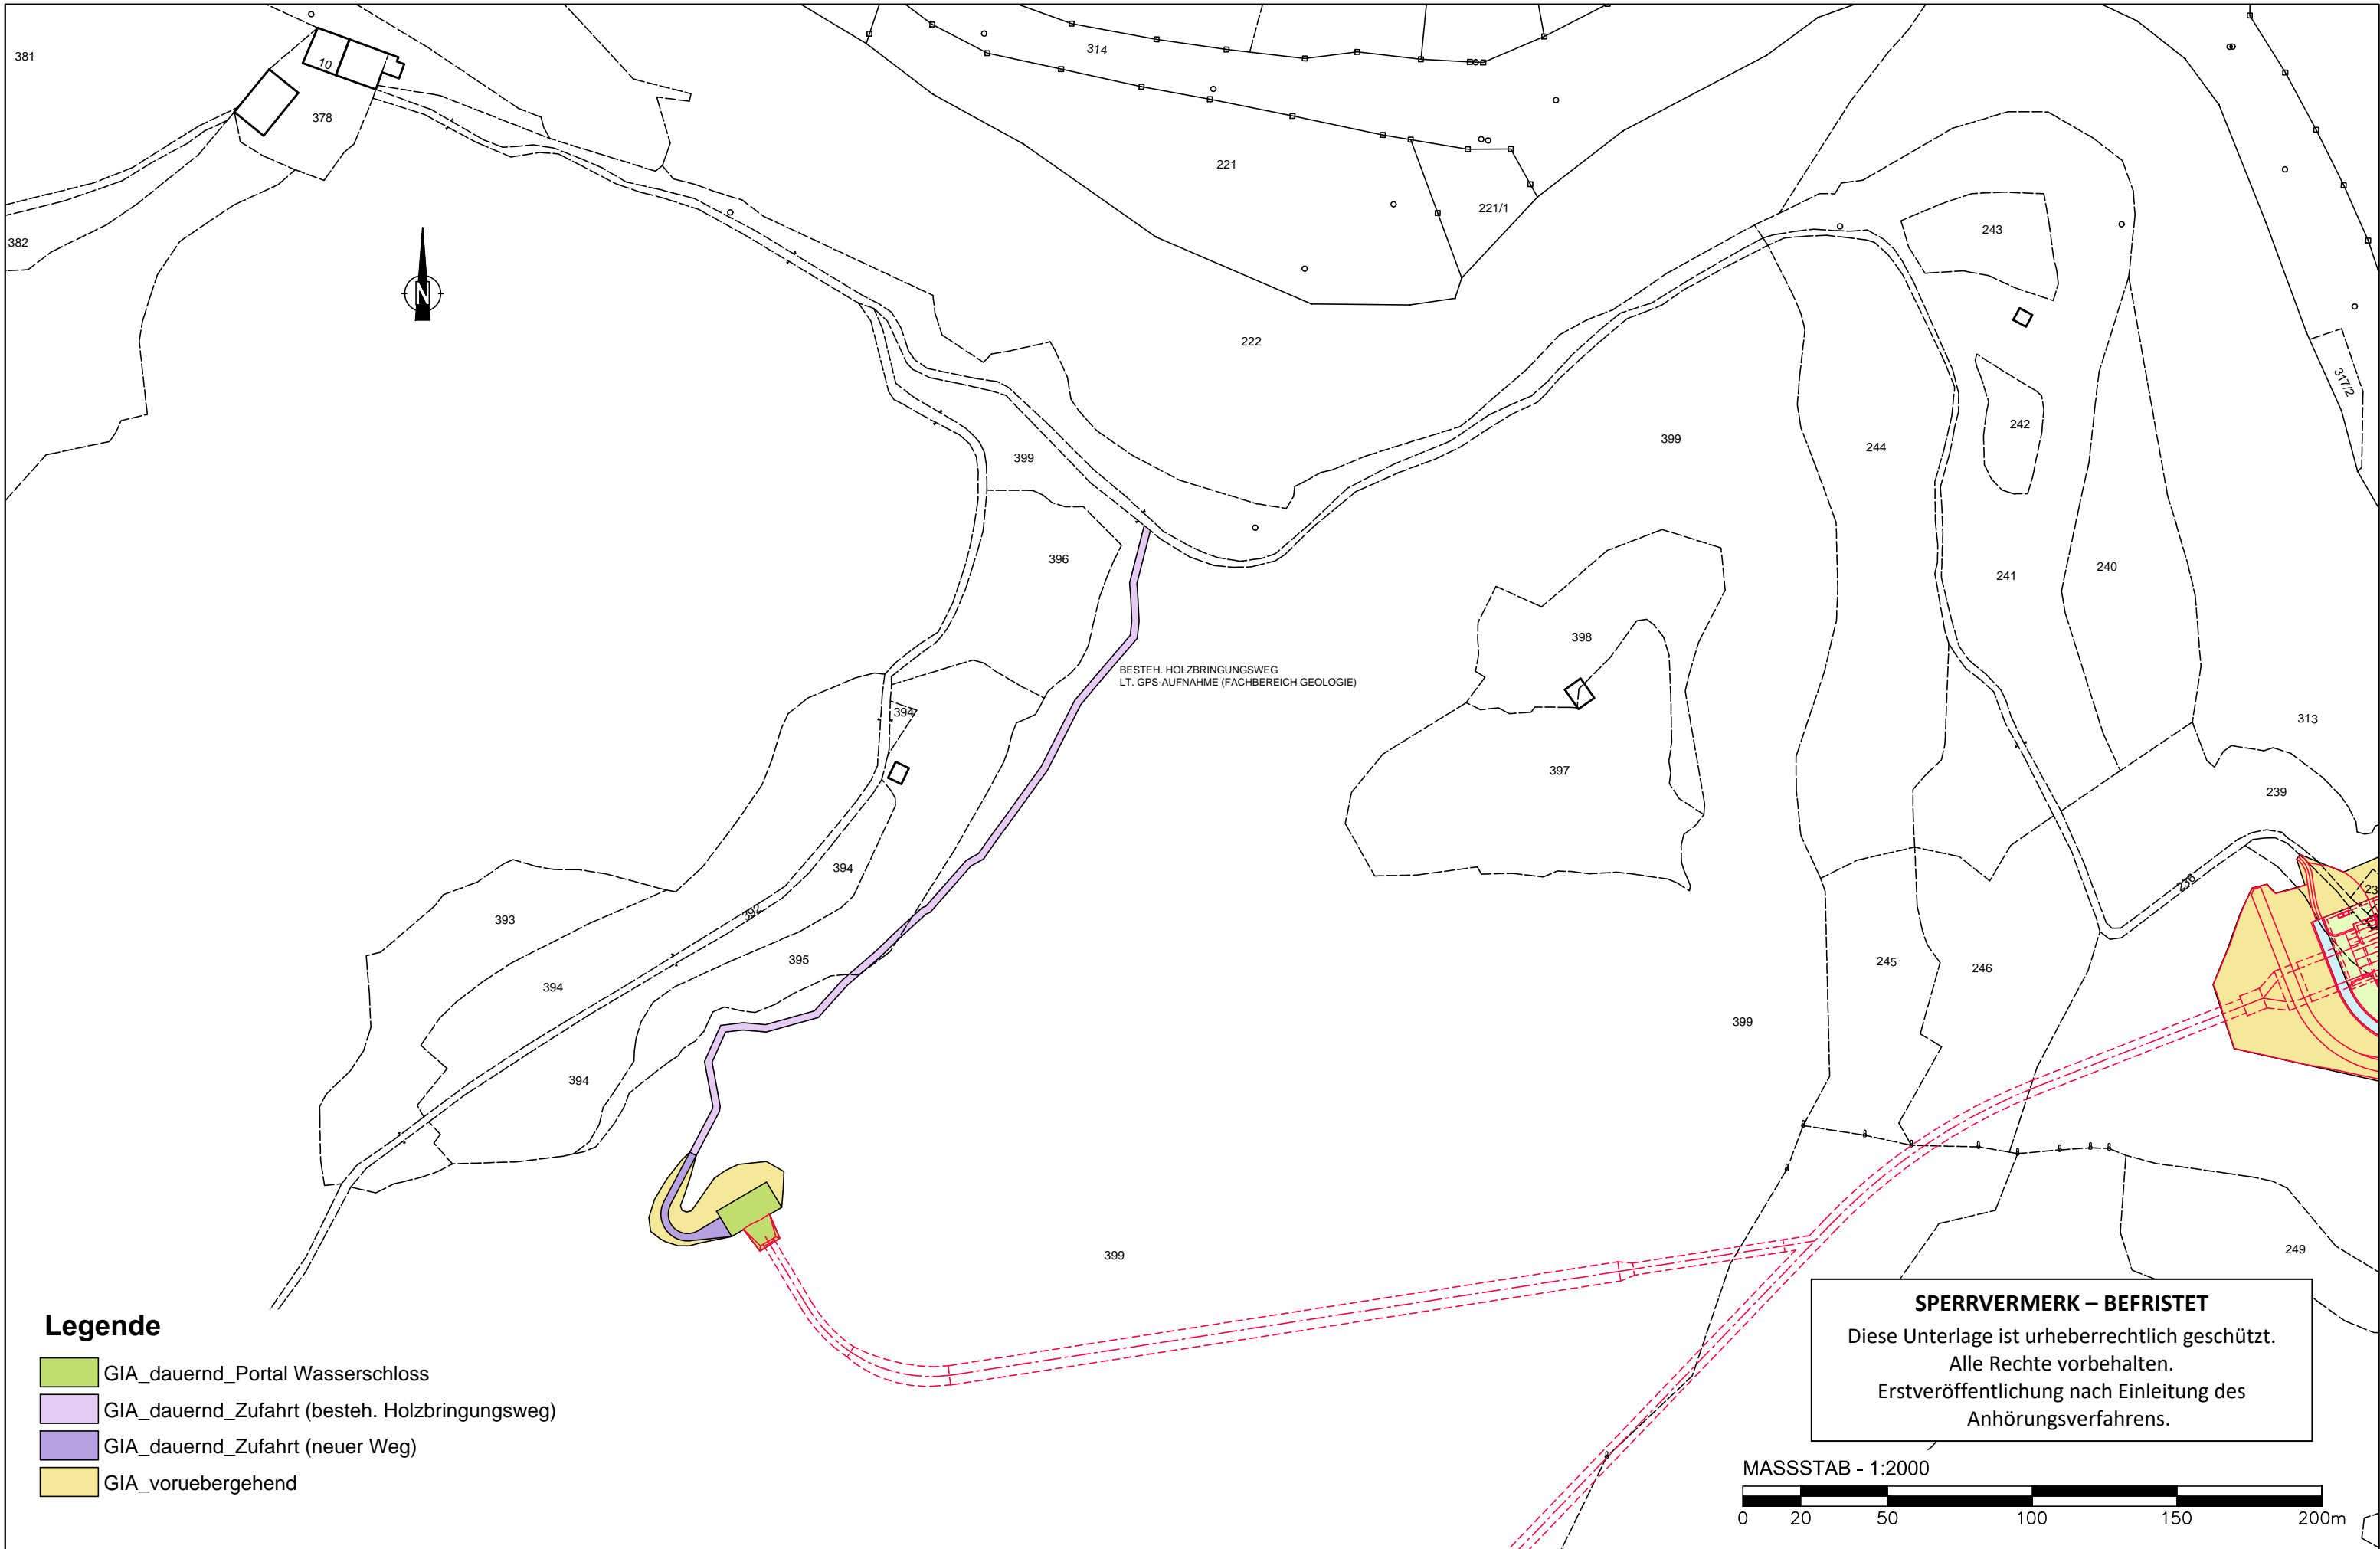 381
10
378
382
N
314
221
221/1
222
243
242
317/2
399
399
244
396
241
240
398
BESTEH. HOLZBRINGUNGSWEG
LT. GPS-AUFNAHME (FACHBEREICH GEOLOGIE)
394
313
397
239
394
236
393
392
395
245
246
394
399
394
399
249
Legende
GIA_dauernd_Portal Wasserschloss
GIA_dauernd_Zufahrt (besteh. Holzbringungsweg)
GIA_dauernd_Zufahrt (neuer Weg)
GIA_voruebergehend
SPERRVERMERK – BEFRISTET
Diese Unterlage ist urheberrechtlich geschützt.
Alle Rechte vorbehalten.
Erstveröffentlichung nach Einleitung des
Anhörungsverfahrens.
MASSSTAB - 1:2000
0 20 50 100 150 200m